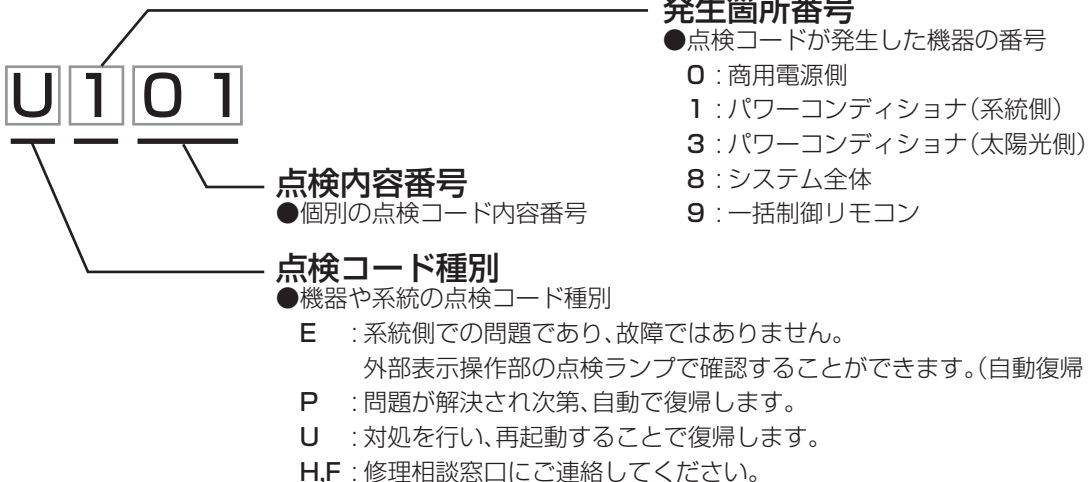 発生箇所番号
●点検コードが発生した機器の番号
0 : 商用電源側
1 : パワーコンディショナ(系統側)
3 : パワーコンディショナ(太陽光側)
8 : システム全体
9 : 一括制御リモコン
U 1 0 1
点検内容番号
●個別の点検コード内容番号
点検コード種別
●機器や系統の点検コード種別
E : 系統側での問題であり、故障ではありません。
外部表示操作部の点検ランプで確認することができます。(自動復帰
P : 問題が解決され次第、自動で復帰します。
U : 対処を行い、再起動することで復帰します。
H,F : 修理相談窓口にご連絡してください。